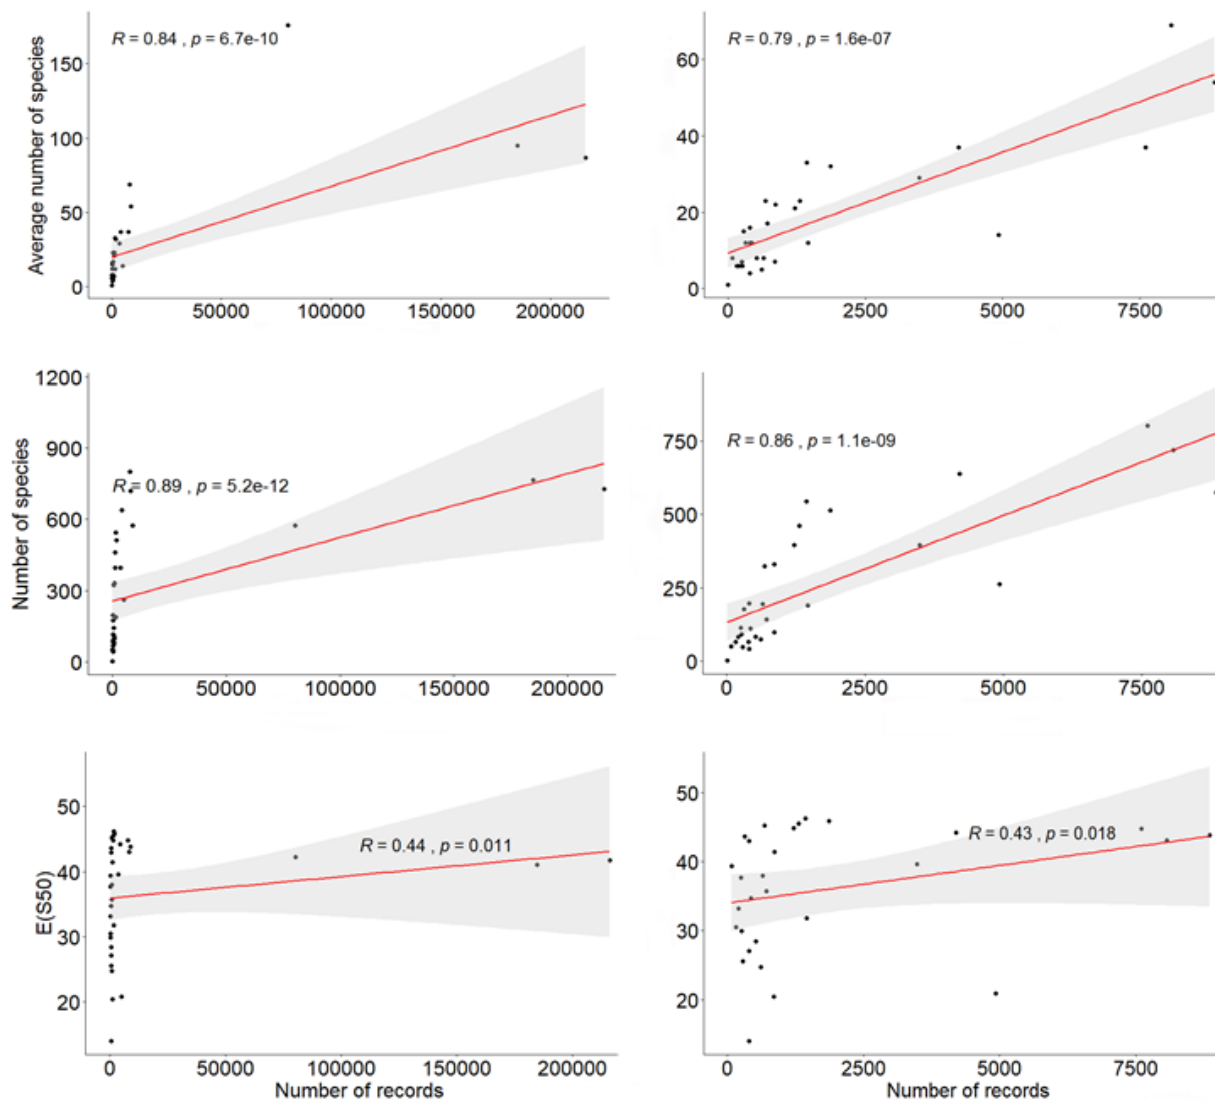 R = 0.84 , p = 6.7e-10
Average number of species
150
100
50
0
0 50000 100000 150000 200000
R = 0.79 , p = 1.6e-07
60
40
20
0
0 2500 5000 7500
R = 0.89 , p = 5.2e-12
Number of species
1200
900
600
300
0
0 50000 100000 150000 200000
R = 0.86 , p = 1.1e-09
750
500
250
0
0 2500 5000 7500
R = 0.44 , p = 0.011
E(S50)
50
40
30
20
0 50000 100000 150000 200000
Number of records
R = 0.43 , p = 0.018
50
40
30
20
0 2500 5000 7500
Number of records